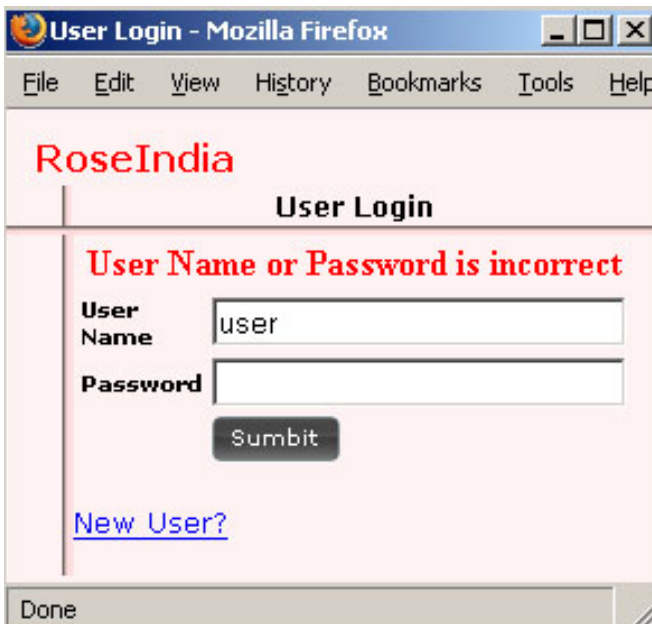 User Login - Mozilla Firefox
File Edit View History Bookmarks Tools Help
RoseIndia
User Login
User Name or Password is incorrect
User
Name
user
Password
Sumbit
New User?
Done